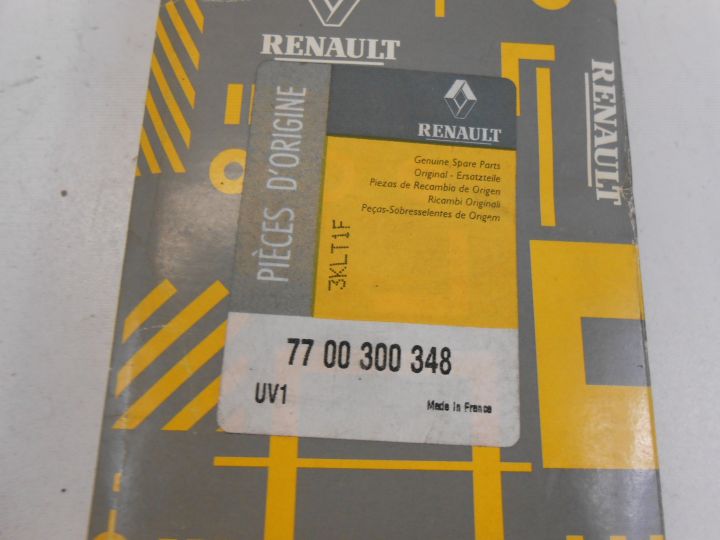 RENAULT
RENAULT
PIÈCES D'ORIGINE
RENAULT
Genuine Spare Parts
Original - Ersatzteile
Piezas de Recambio de Origen
Ricambi Originali
Peças-Sobresselentes de Origem
3KLT1F
77 00 300 348
UV1
Made in France